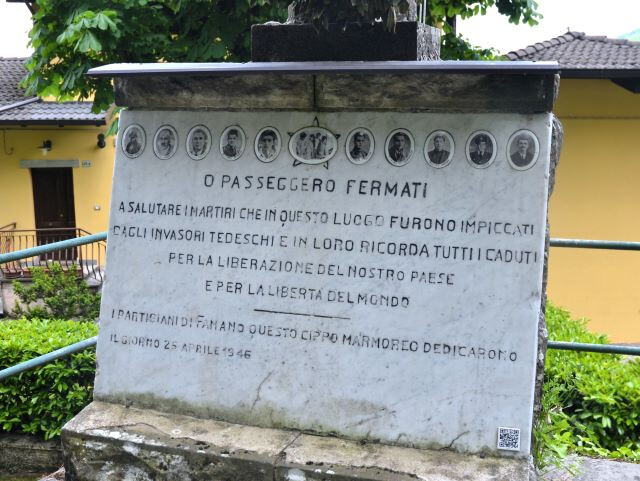 O PASSEGGERO FERMATI
A SALUTARE I MARTIRI CHE IN QUESTO LUOGO FURONO IMPICCATI
DAGLI INVASORI TEDESCHI E IN LORO RICORDA TUTTI I CADUTI
PER LA LIBERAZIONE DEL NOSTRO PAESE
E PER LA LIBERTÀ DEL MONDO
I PARTIGIANI DI FANANO QUESTO CIPPO MARMOREO DEDICARONO
IL GIORNO 25 APRILE 1946